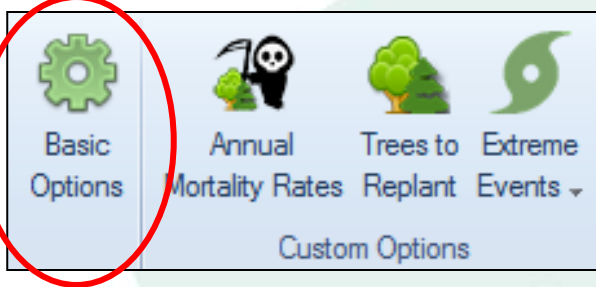 Basic
Options
Annual
Mortality Rates
Trees to
Replant
Extreme
Events
Custom Options